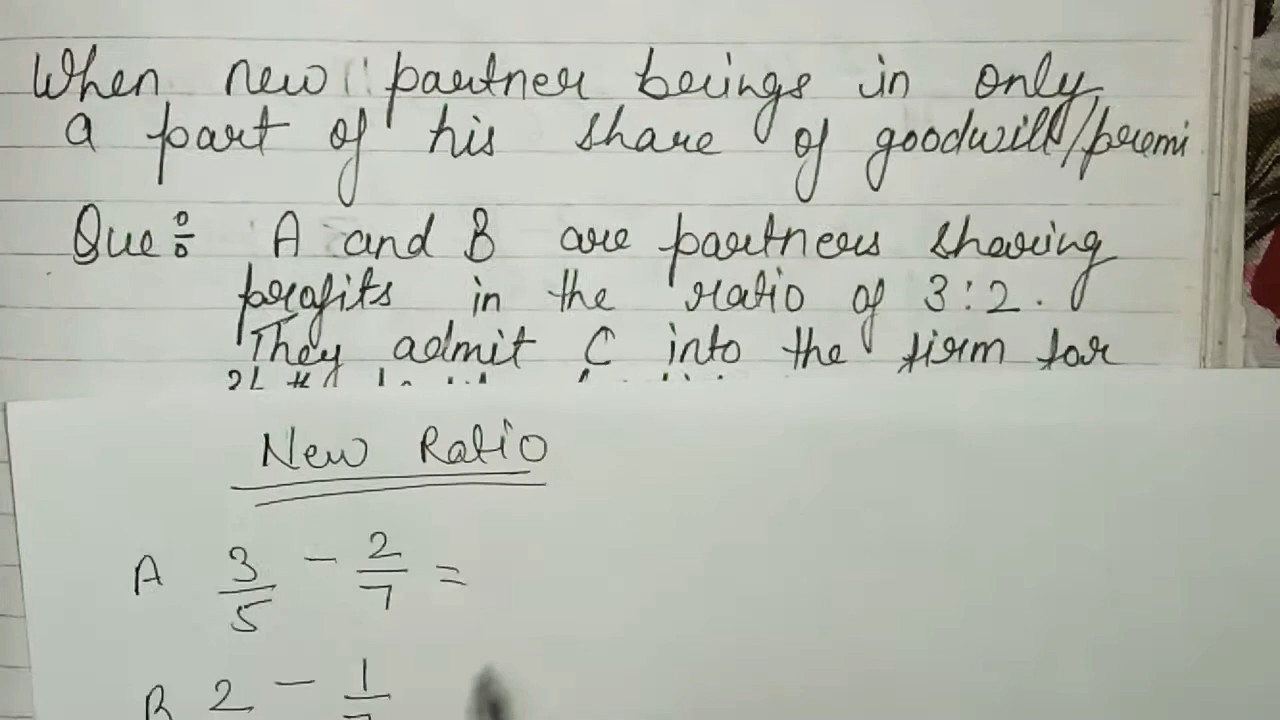 When new partner brings in only
a part of his share of goodwill/premi
Que: A and B are partners sharing
profits in the ratio of 3:2.
They admit C into the firm for
New Ratio
A 3/5 - 2/7 =
B 2 - 1/7